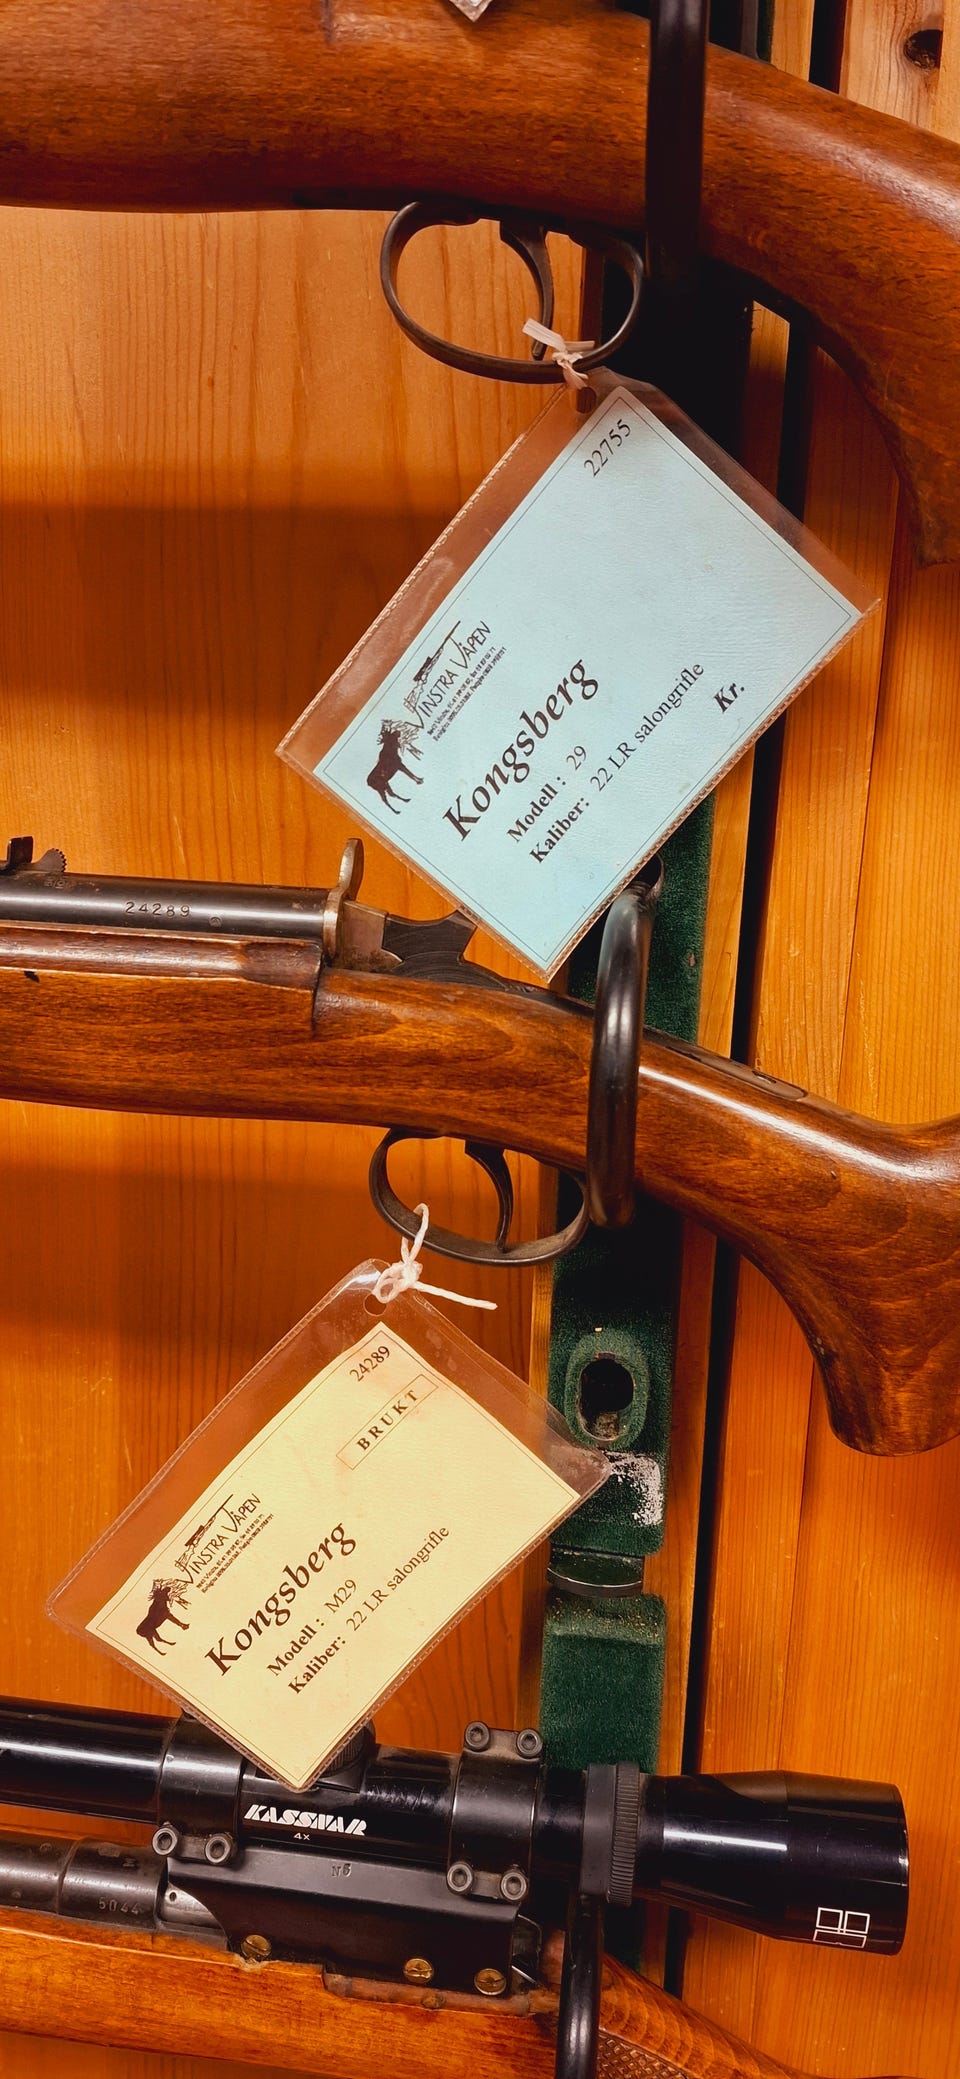 22755
VINSTRA VÅPEN
Kongsberg
Modell : 29
Kaliber: 22 LR salongrifle
Kr.
24289
24289
BRUKT
VINSTRA VÅPEN
Kongsberg
Modell : M29
Kaliber: 22 LR salongrifle
KASSNAR
4X
N5
5044